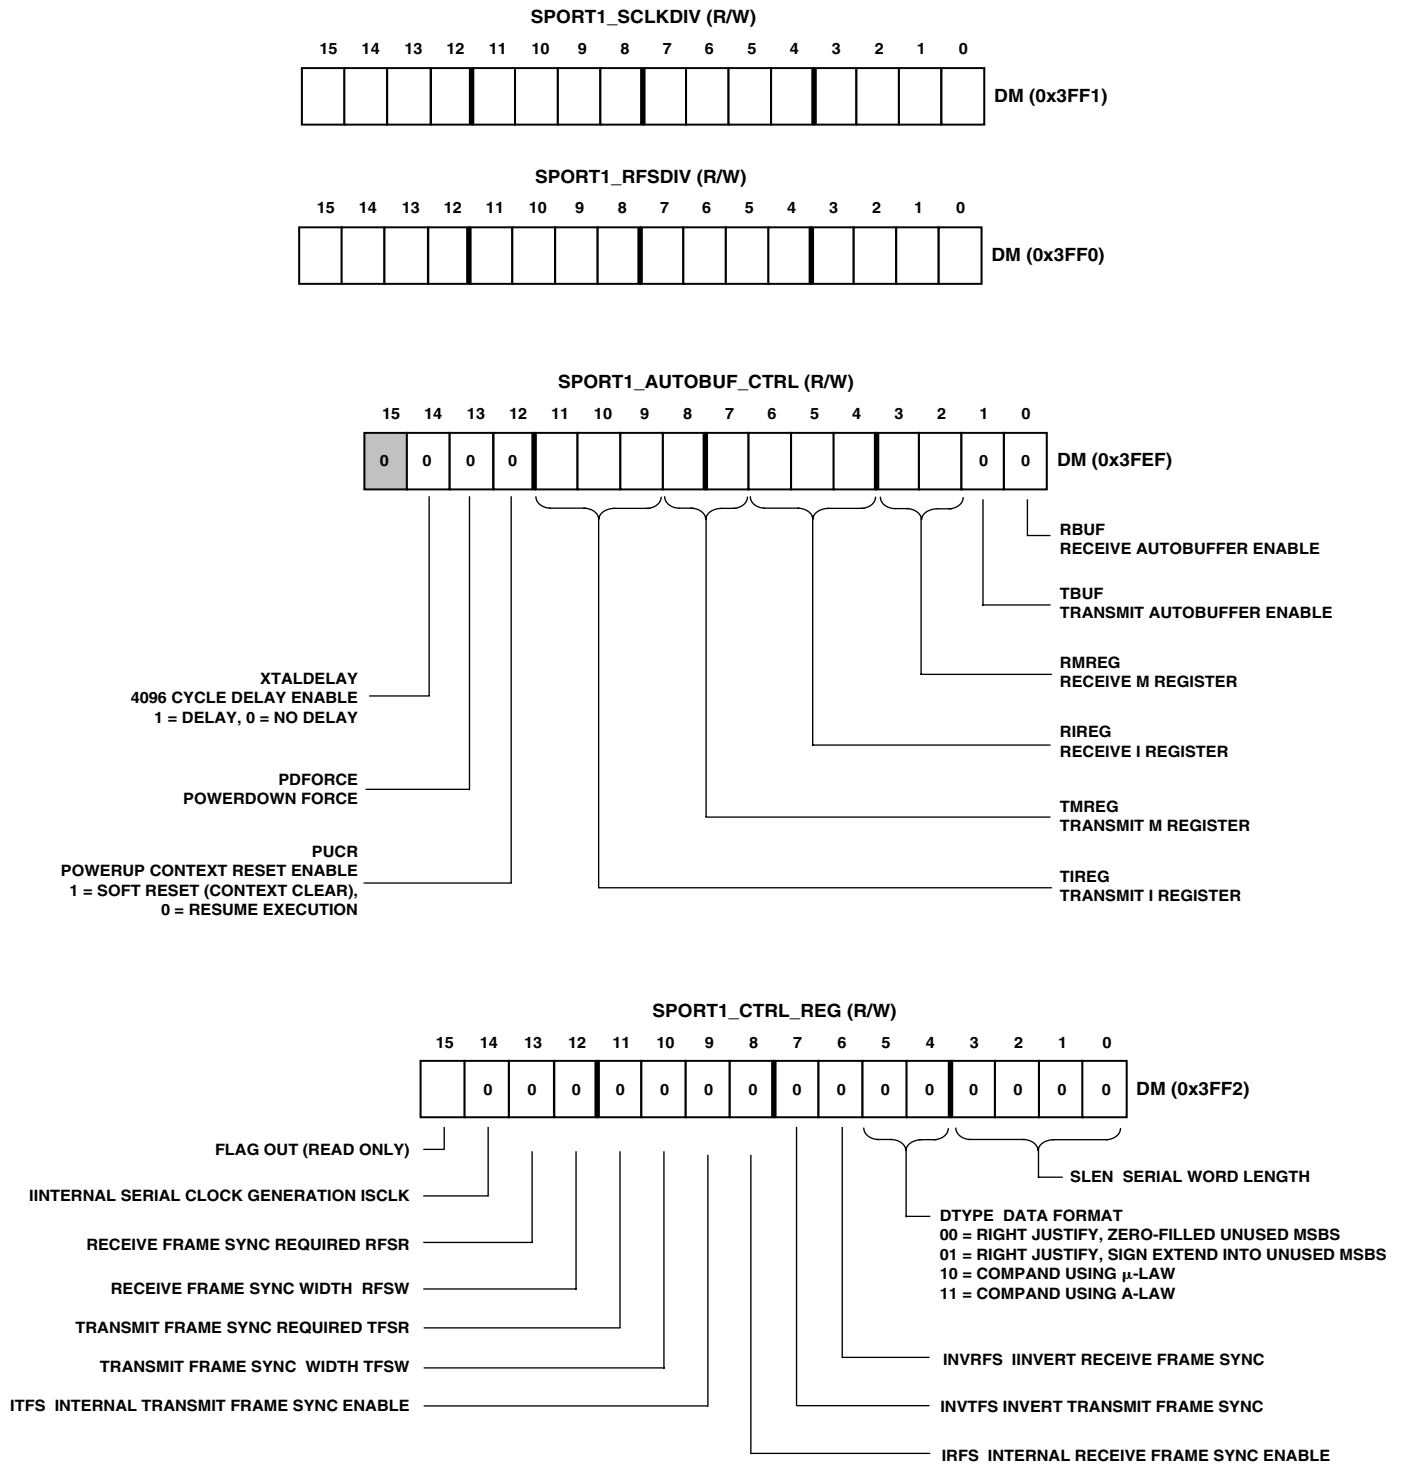 SPORT1_SCLKDIV (R/W)
15 14 13 12 11 10 9 8 7 6 5 4 3 2 1 0
DM (0x3FF1)
SPORT1_RFSDIV (R/W)
15 14 13 12 11 10 9 8 7 6 5 4 3 2 1 0
DM (0x3FF0)
SPORT1_AUTOBUF_CTRL (R/W)
15 14 13 12 11 10 9 8 7 6 5 4 3 2 1 0
0 0 0 0 0 0 DM (0x3FEF)
RBUF
RECEIVE AUTOBUFFER ENABLE
TBUF
TRANSMIT AUTOBUFFER ENABLE
RMREG
RECEIVE M REGISTER
RIREG
RECEIVE I REGISTER
TMREG
TRANSMIT M REGISTER
TIREG
TRANSMIT I REGISTER
XTALDELAY
4096 CYCLE DELAY ENABLE
1 = DELAY, 0 = NO DELAY
PDFORCE
POWERDOWN FORCE
PUCR
POWERUP CONTEXT RESET ENABLE
1 = SOFT RESET (CONTEXT CLEAR),
0 = RESUME EXECUTION
SPORT1_CTRL_REG (R/W)
15 14 13 12 11 10 9 8 7 6 5 4 3 2 1 0
0 0 0 0 0 0 0 0 0 0 0 0 0 0 0 DM (0x3FF2)
FLAG OUT (READ ONLY)
IINTERNAL SERIAL CLOCK GENERATION ISCLK
RECEIVE FRAME SYNC REQUIRED RFSR
RECEIVE FRAME SYNC WIDTH RFSW
TRANSMIT FRAME SYNC REQUIRED TFSR
TRANSMIT FRAME SYNC WIDTH TFSW
ITFS INTERNAL TRANSMIT FRAME SYNC ENABLE
SLEN SERIAL WORD LENGTH
DTYPE DATA FORMAT
00 = RIGHT JUSTIFY, ZERO-FILLED UNUSED MSBS
01 = RIGHT JUSTIFY, SIGN EXTEND INTO UNUSED MSBS
10 = COMPAND USING μ-LAW
11 = COMPAND USING A-LAW
INVRFS IINVERT RECEIVE FRAME SYNC
INVTFS INVERT TRANSMIT FRAME SYNC
IRFS INTERNAL RECEIVE FRAME SYNC ENABLE